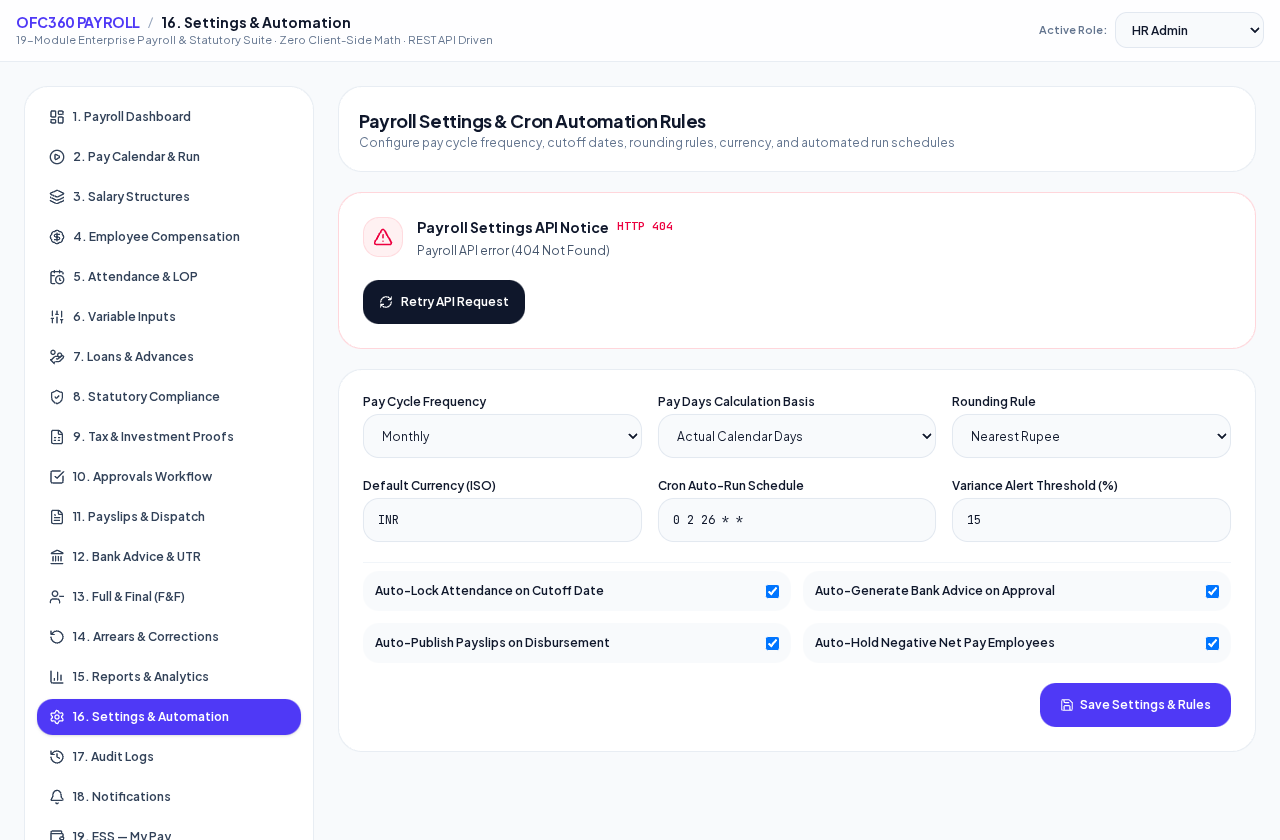 OFC360 PAYROLL / 16. Settings & Automation
19-Module Enterprise Payroll & Statutory Suite · Zero Client-Side Math · REST API Driven
Active Role: HR Admin
1. Payroll Dashboard
2. Pay Calendar & Run
3. Salary Structures
4. Employee Compensation
5. Attendance & LOP
6. Variable Inputs
7. Loans & Advances
8. Statutory Compliance
9. Tax & Investment Proofs
10. Approvals Workflow
11. Payslips & Dispatch
12. Bank Advice & UTR
13. Full & Final (F&F)
14. Arrears & Corrections
15. Reports & Analytics
16. Settings & Automation
17. Audit Logs
18. Notifications
19. ESS — My Pay
Payroll Settings & Cron Automation Rules
Configure pay cycle frequency, cutoff dates, rounding rules, currency, and automated run schedules
Payroll Settings API Notice HTTP 404
Payroll API error (404 Not Found)
Retry API Request
Pay Cycle Frequency
Monthly
Pay Days Calculation Basis
Actual Calendar Days
Rounding Rule
Nearest Rupee
Default Currency (ISO)
INR
Cron Auto-Run Schedule
0 2 26 * *
Variance Alert Threshold (%)
15
Auto-Lock Attendance on Cutoff Date
Auto-Generate Bank Advice on Approval
Auto-Publish Payslips on Disbursement
Auto-Hold Negative Net Pay Employees
Save Settings & Rules